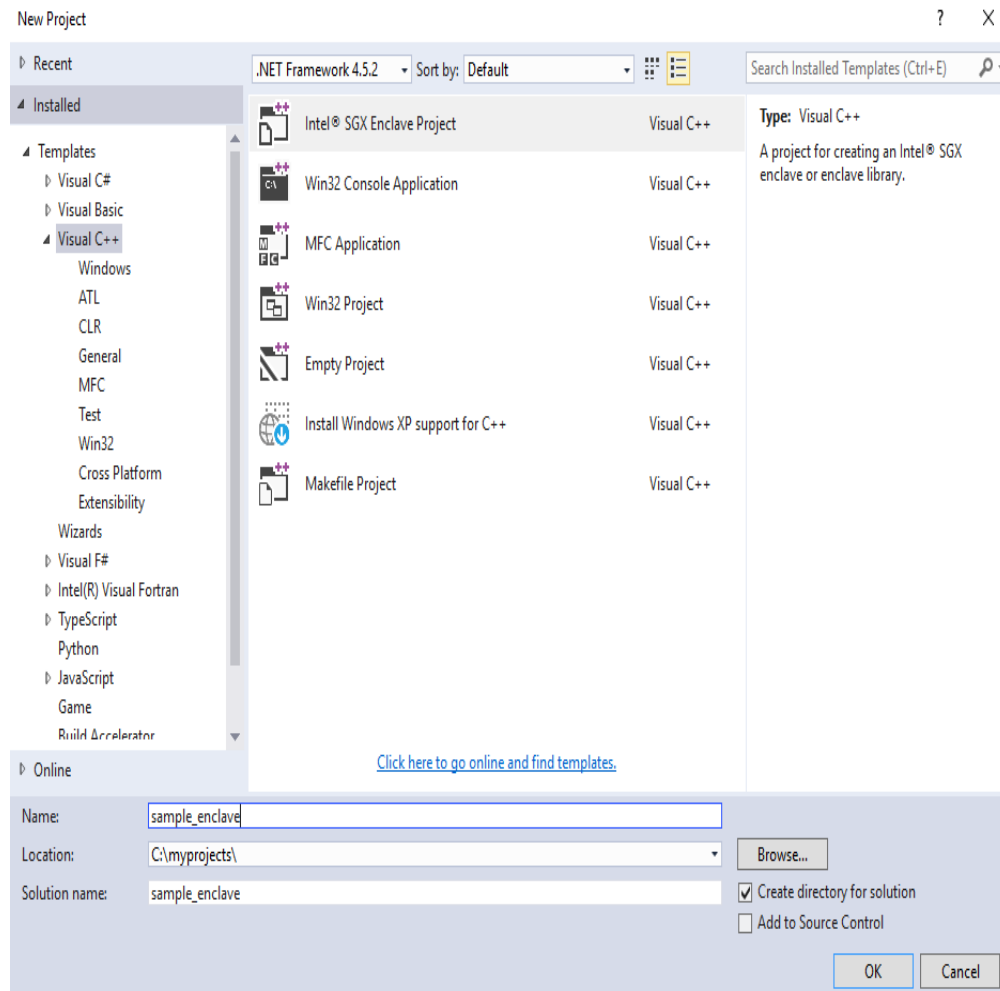 New Project
?
Recent
.NET Framework 4.5.2
Sort by:
Default
Search Installed Templates (Ctrl+E)
Installed
Templates
Visual C#
Visual Basic
Visual C++
Windows
ATL
CLR
General
MFC
Test
Win32
Cross Platform
Extensibility
Wizards
Visual F#
Intel(R) Visual Fortran
TypeScript
Python
JavaScript
Game
Build Accelerator
Online
Intel® SGX Enclave Project Visual C++
Win32 Console Application Visual C++
MFC Application Visual C++
Win32 Project Visual C++
Empty Project Visual C++
Install Windows XP support for C++ Visual C++
Makefile Project Visual C++
Click here to go online and find templates.
Type: Visual C++
A project for creating an Intel® SGX
enclave or enclave library.
Name: sample_enclave
Location: C:\myprojects\
Browse...
Solution name: sample_enclave
Create directory for solution
Add to Source Control
OK
Cancel